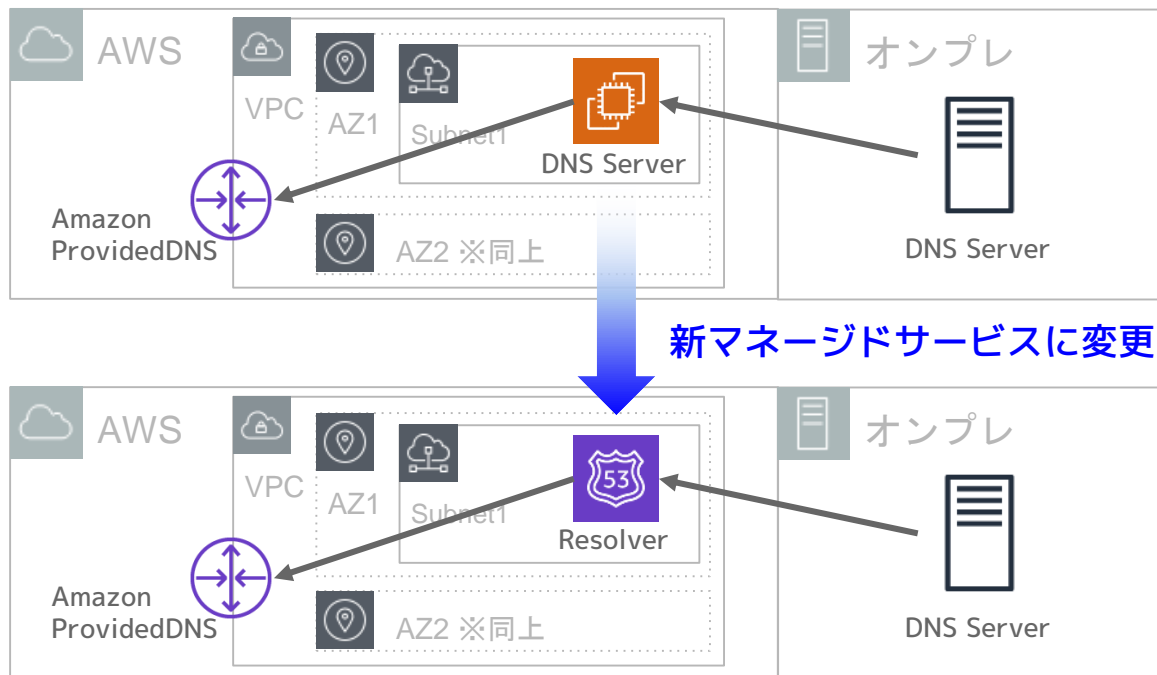 AWS
オンプレ
VPC
AZ1
Subnet1
DNS Server
Amazon
ProvidedDNS
AZ2 ※同上
DNS Server
新マネージドサービスに変更
AWS
オンプレ
VPC
AZ1
Subnet1
53
Resolver
Amazon
ProvidedDNS
AZ2 ※同上
DNS Server